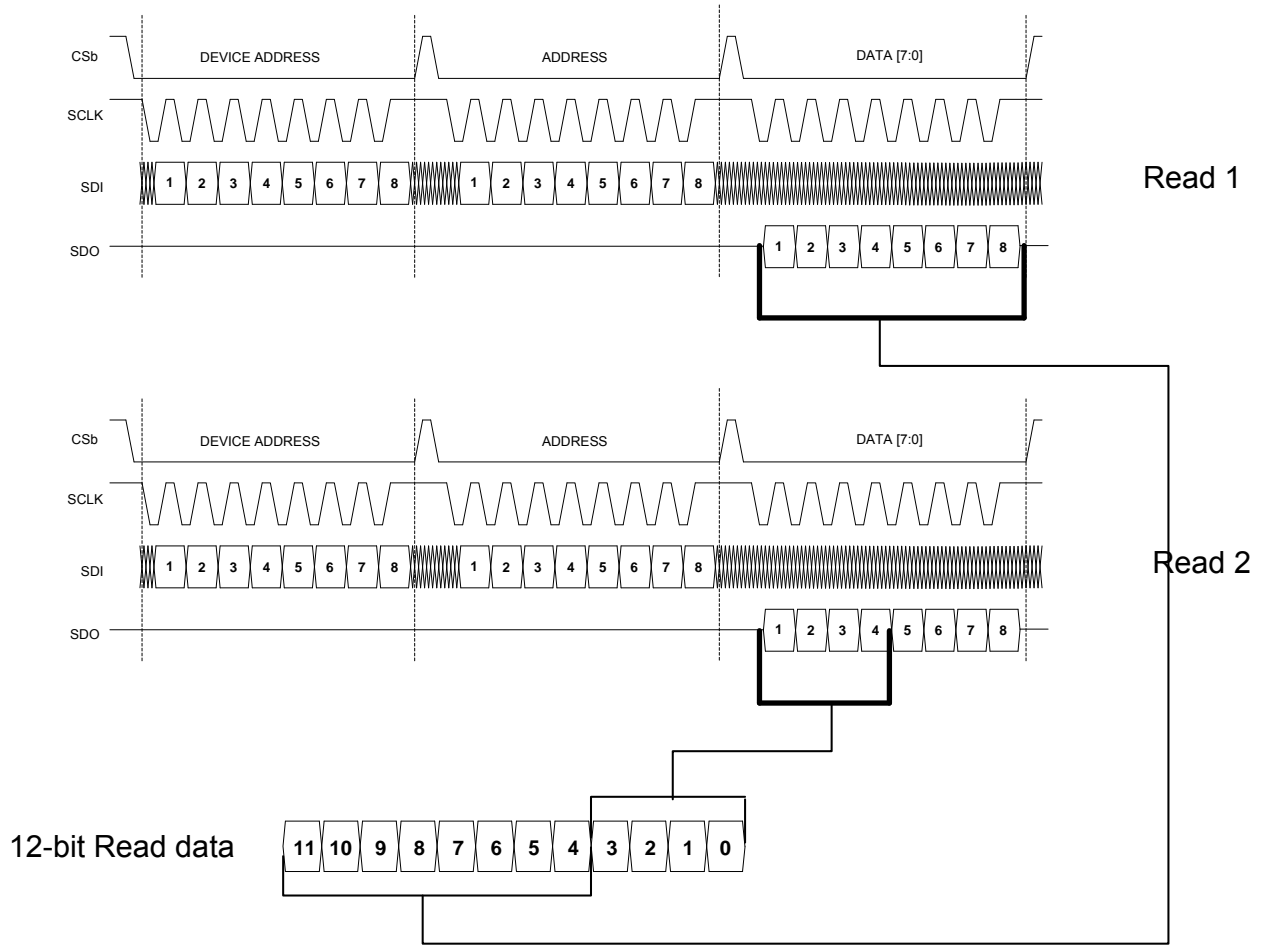 CSb DEVICE ADDRESS ADDRESS DATA [7:0]
SCLK
SDI 1 2 3 4 5 6 7 8 1 2 3 4 5 6 7 8 Read 1
SDO 1 2 3 4 5 6 7 8
CSb DEVICE ADDRESS ADDRESS DATA [7:0]
SCLK
SDI 1 2 3 4 5 6 7 8 1 2 3 4 5 6 7 8 Read 2
SDO 1 2 3 4 5 6 7 8
12-bit Read data 11 10 9 8 7 6 5 4 3 2 1 0